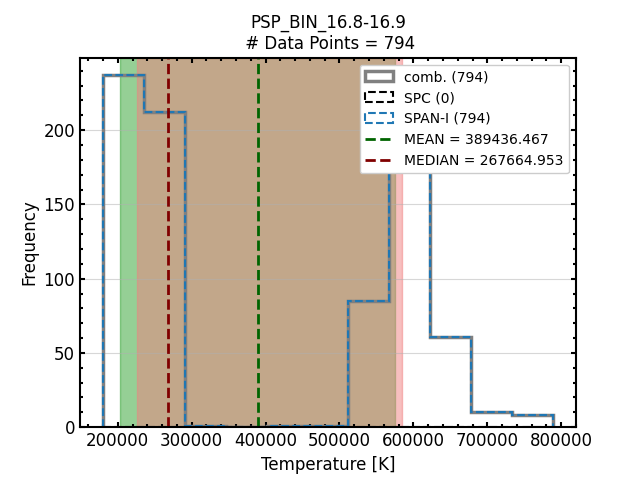 PSP_BIN_16.8-16.9
# Data Points = 794
comb. (794)
SPC (0)
SPAN-I (794)
MEAN = 389436.467
MEDIAN = 267664.953
Frequency
200
150
100
50
0
200000 300000 400000 500000 600000 700000 800000
Temperature [K]